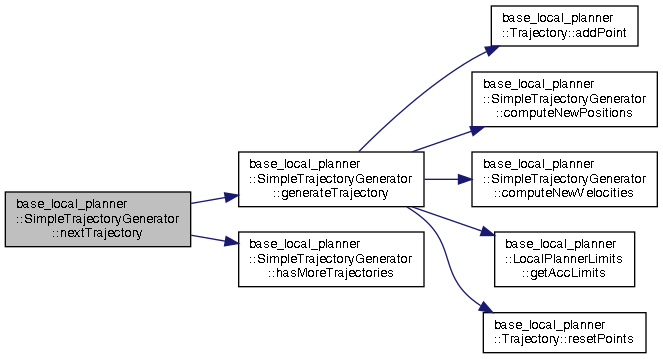 base_local_planner
::SimpleTrajectoryGenerator
::nextTrajectory
base_local_planner
::SimpleTrajectoryGenerator
::generateTrajectory
base_local_planner
::SimpleTrajectoryGenerator
::hasMoreTrajectories
base_local_planner
::Trajectory::addPoint
base_local_planner
::SimpleTrajectoryGenerator
::computeNewPositions
base_local_planner
::SimpleTrajectoryGenerator
::computeNewVelocities
base_local_planner
::LocalPlannerLimits
::getAccLimits
base_local_planner
::Trajectory::resetPoints